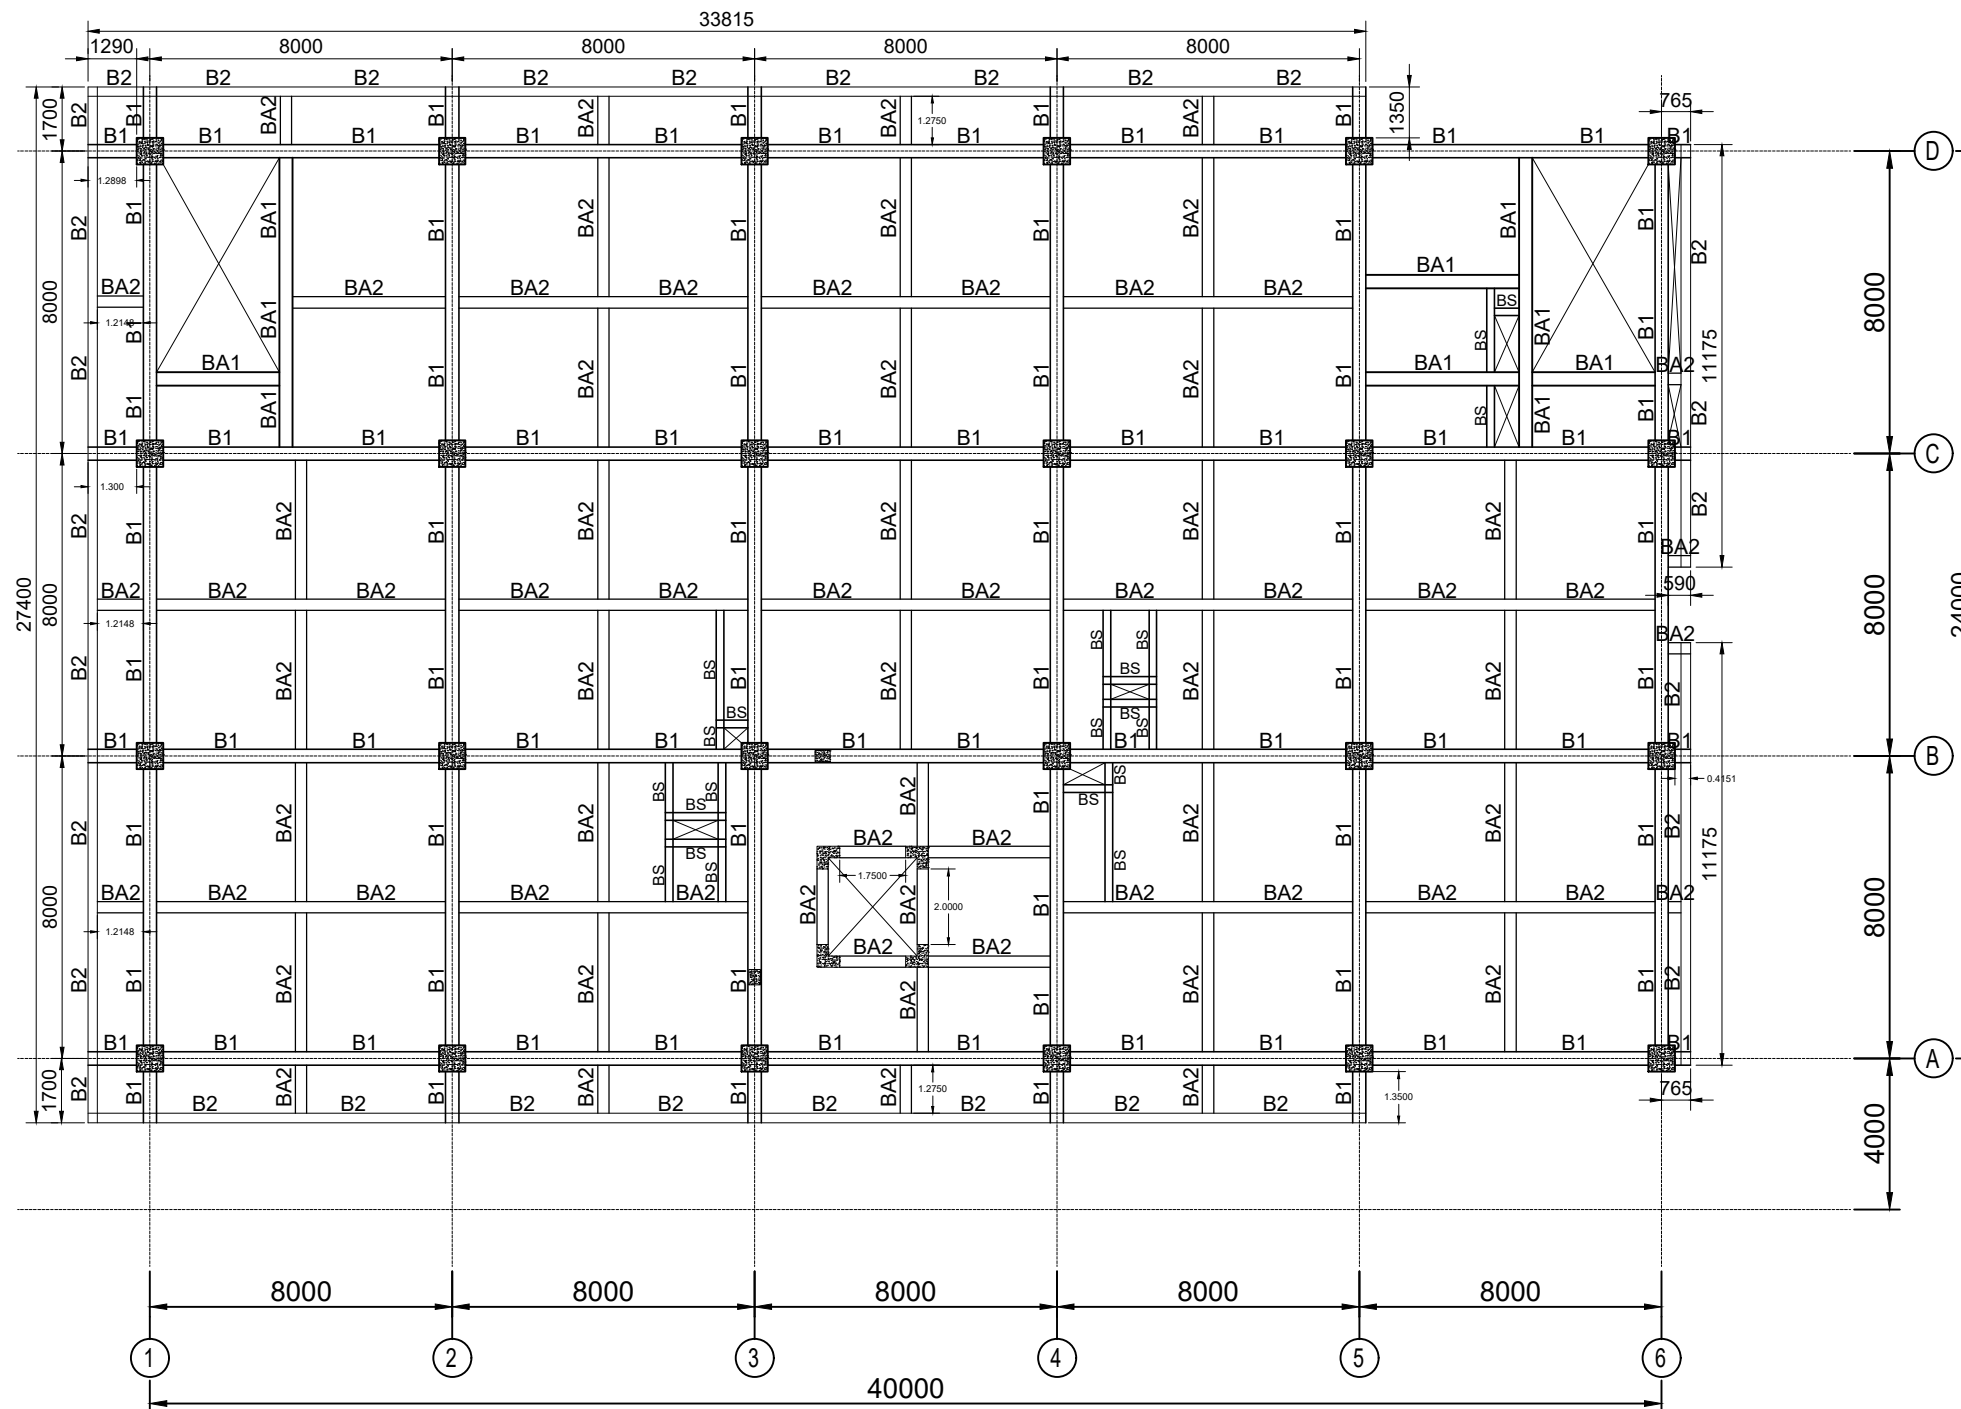 33815
1290 8000 8000 8000 8000
B2 B2 B2 B2 B2 B2 B2 B2 B2
1700 B2 B1 BA2 B1 BA2 B1 1.2750 BA2 B1 BA2 B1 1350 765
B1 B1 B1 B1 B1 B1 B1 B1 B1 B1 B1 B1
D
1.2898
B2 B1 BA1 B1 BA2 B1 BA2 B1 BA2 B1 BA1 B1 B2
BA1
BA2 BA2 BA2 BA2 BA2 BA2 BA2 BA2 BS
8000 1.2148 8000
B2 B1 BA1 B1 BA2 B1 BA2 B1 BA2 B1 BS BA1 B1 11175
BA1 BA1 BA1 BA2
B1 BA1 BS BA1 B1 B2
B1 B1 B1 B1 B1 B1 B1 B1 B1 B1 B1 B1
C
1.300
B2 B1 BA2 B1 BA2 B1 BA2 B1 BA2 B1 BA2 B1 B2
BA2
27400 8000 BA2 BA2 BA2 BA2 BA2 BA2 BA2 BA2 BA2 BA2 BA2 590 8000 24000
1.2148
BS BS BS BA2
B2 B1 BA2 B1 BA2 BS B1 BA2 B1 BS BA2 B1 BA2 B1 B2
BS BS BS BS BS
B1 B1 B1 B1 B1 B1 B1 B1 B1 B1 B1 B1 B1
B
0.4151
BS BS BA2 B1 BS
BS BS
B2 B1 BA2 B1 BA2 B1 BA2 BA2 BA2 B1 BA2 B1 B2
BS BS BS BS 11175
1.7500
8000 BA2 BA2 BA2 BA2 BA2 BA2 BA2 2.0000 B1 BA2 BA2 BA2 BA2 BA2 8000
1.2148
BA2 BA2
B2 B1 BA2 B1 BA2 B1 BA2 B1 BA2 B1 BA2 B1 B2
B1 B1 B1 B1 B1 B1 B1 B1 B1 B1 B1 B1
A
1700 B2 B1 BA2 B1 BA2 B1 BA2 1.2750 B1 BA2 B1 1.3500 765
B2 B2 B2 B2 B2 B2 B2 B2
4000
8000 8000 8000 8000 8000
1 2 3 4 5 6
40000